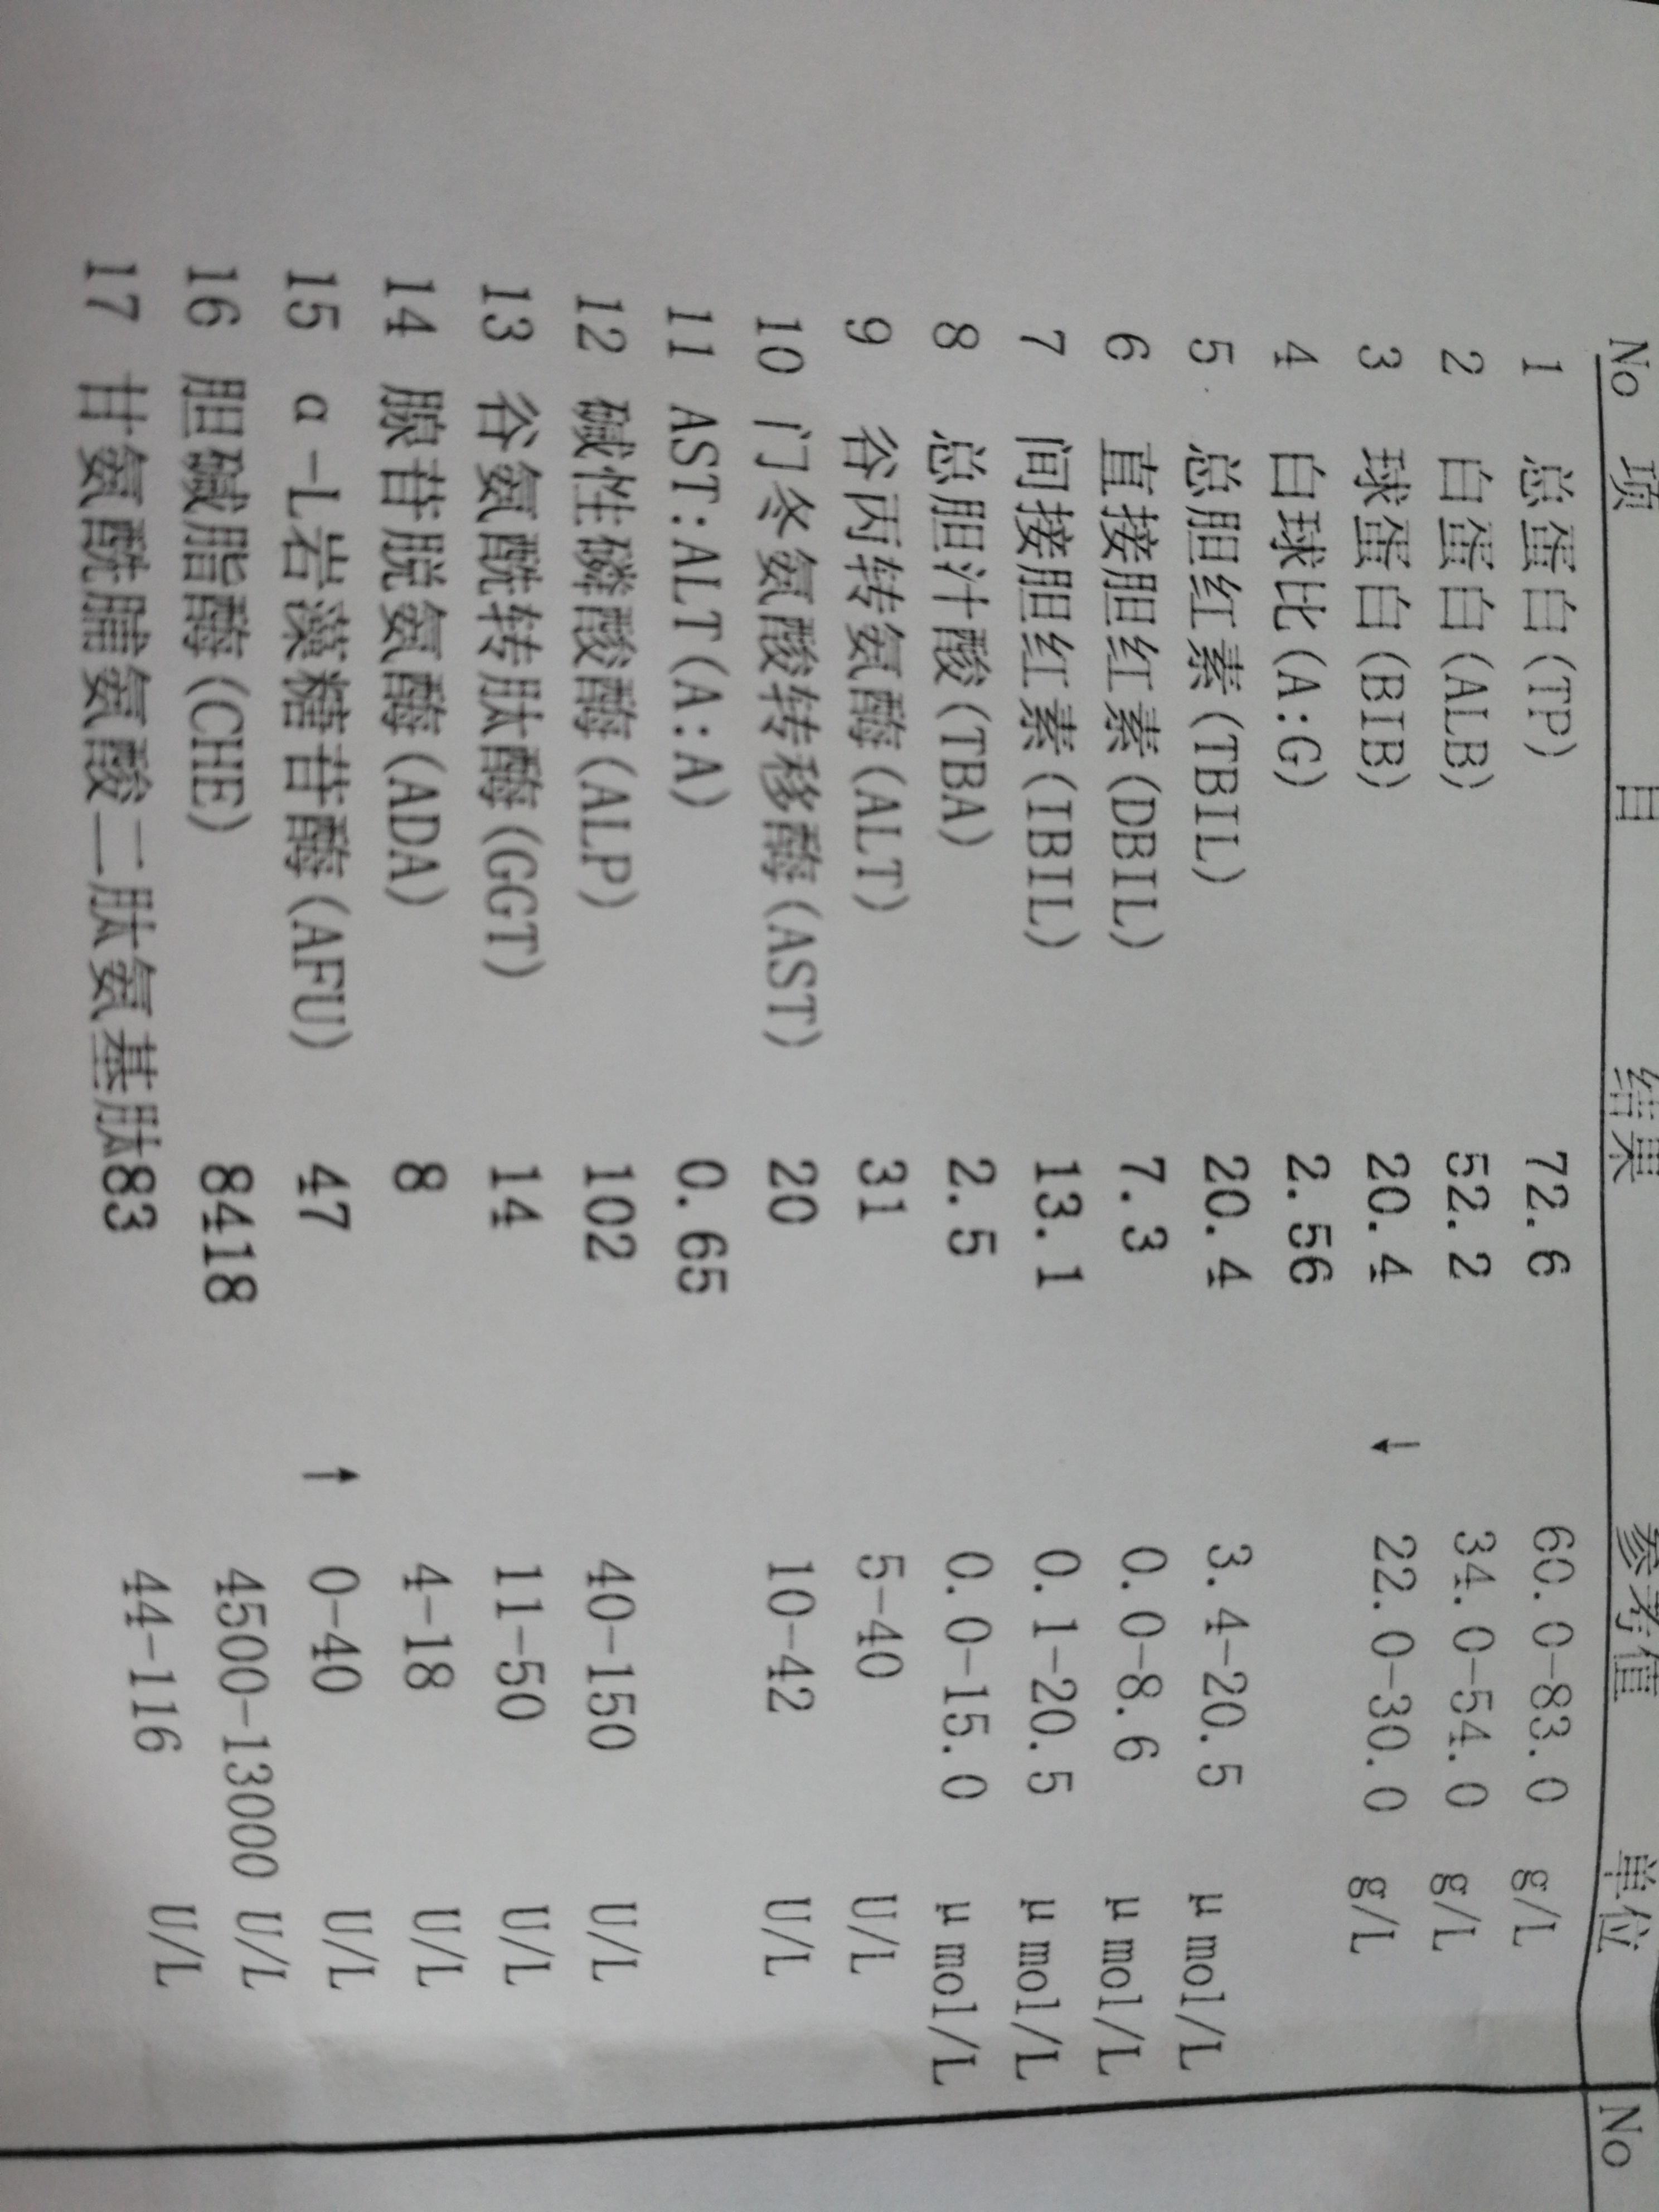 No 项 目 结果 参考值 单位 No
1 总蛋白(TP) 72.6 60.0-83.0 g/L
2 白蛋白(ALB) 52.2 34.0-54.0 g/L
3 球蛋白(BIB) 20.4 ↓ 22.0-30.0 g/L
4 白球比(A:G) 2.56
5 总胆红素(TBIL) 20.4 3.4-20.5 μmol/L
6 直接胆红素(DBIL) 7.3 0.0-8.6 μmol/L
7 间接胆红素(IBIL) 13.1 0.1-20.5 μmol/L
8 总胆汁酸(TBA) 2.5 0.0-15.0 μmol/L
9 谷丙转氨酶(ALT) 31 5-40 U/L
10 门冬氨酸转移酶(AST) 20 10-42 U/L
11 AST:ALT(A:A) 0.65
12 碱性磷酸酶(ALP) 102 40-150 U/L
13 谷氨酰转肽酶(GGT) 14 11-50 U/L
14 腺苷脱氨酶(ADA) 8 4-18 U/L
15 α-L岩藻糖苷酶(AFU) 47 ↑ 0-40 U/L
16 胆碱脂酶(CHE) 8418 4500-13000 U/L
17 甘氨酰脯氨酸二肽氨基肽83 44-116 U/L